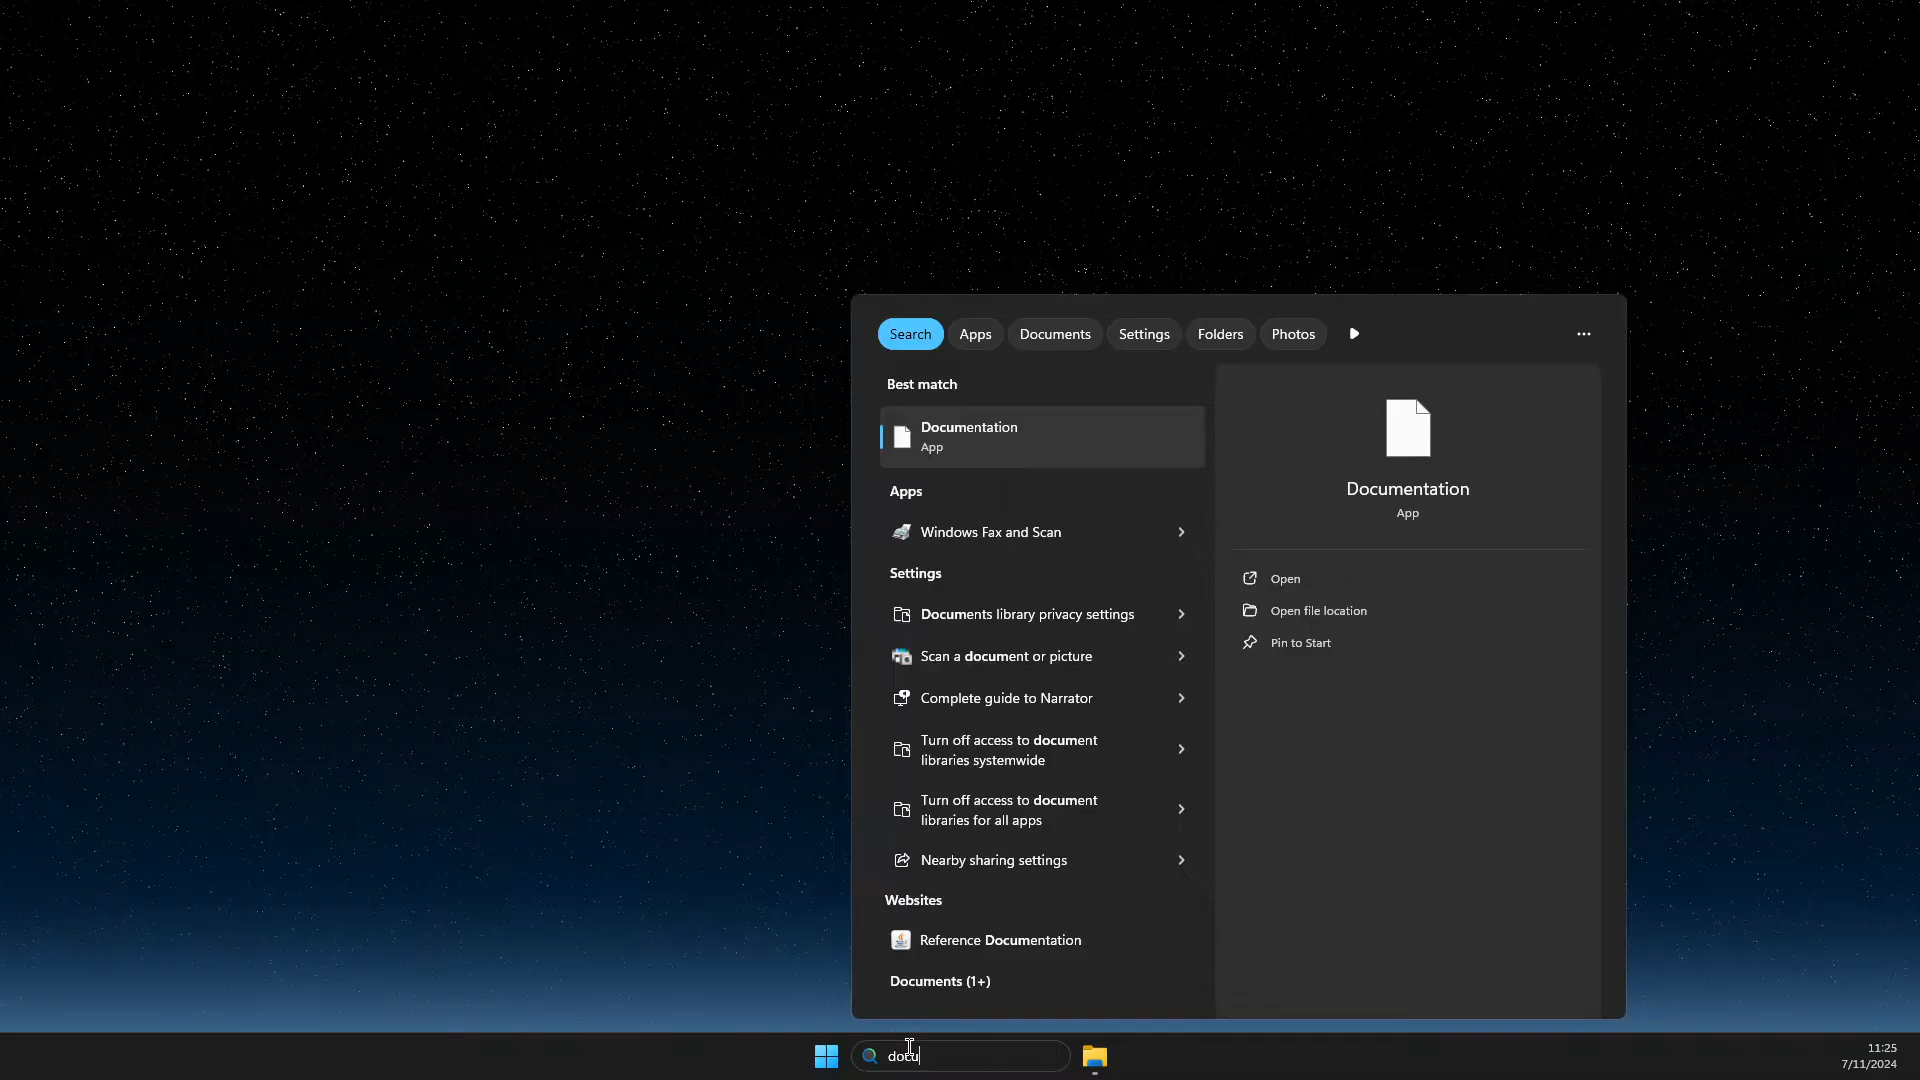 Search
Apps
Documents
Settings
Folders
Photos
Best match
Documentation
App
Apps
Windows Fax and Scan
Settings
Documents library privacy settings
Scan a document or picture
Complete guide to Narrator
Turn off access to document
libraries systemwide
Turn off access to document
libraries for all apps
Nearby sharing settings
Websites
Reference Documentation
Documents (1+)
Documentation
App
Open
Open file location
Pin to Start
docu
11:25
7/11/2024